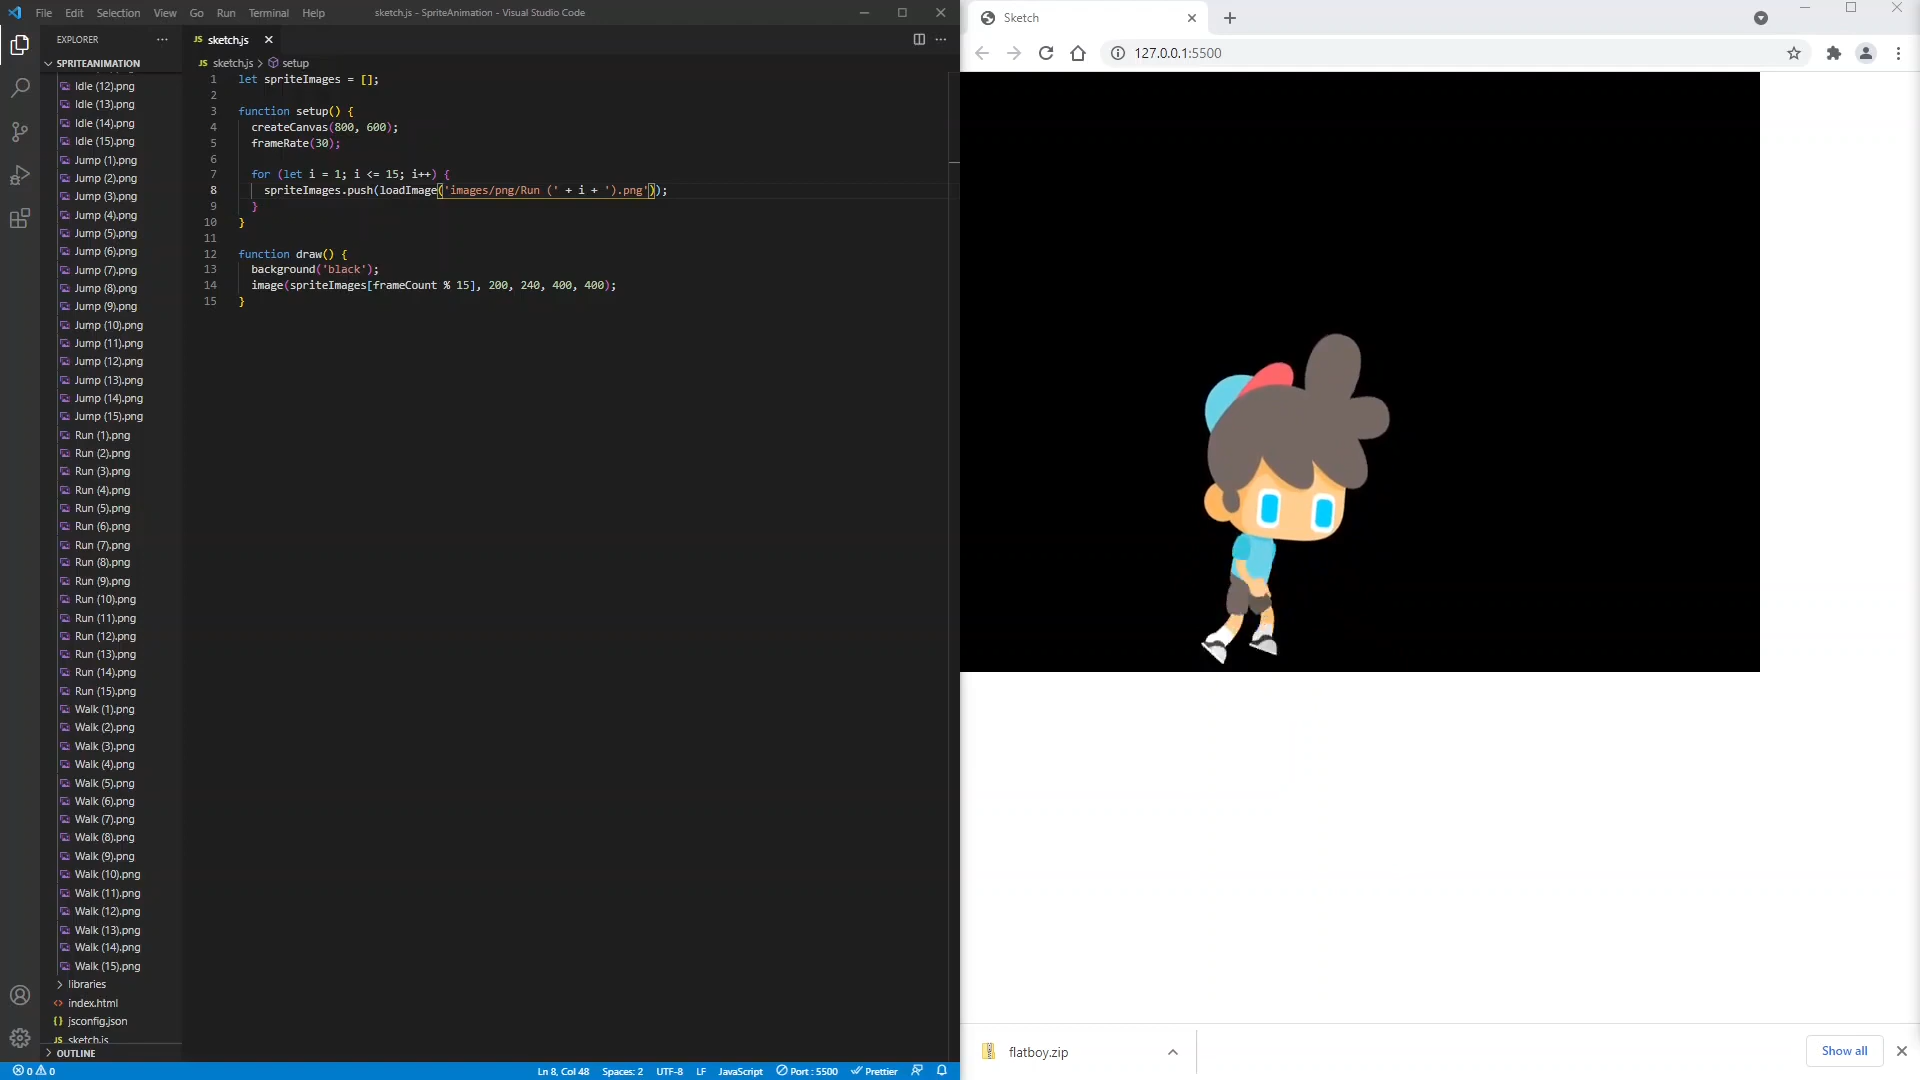 File Edit Selection View Go Run Terminal Help
sketch.js - SpriteAnimation - Visual Studio Code
EXPLORER
SPRITEANIMATION
Idle (12).png
Idle (13).png
Idle (14).png
Idle (15).png
Jump (1).png
Jump (2).png
Jump (3).png
Jump (4).png
Jump (5).png
Jump (6).png
Jump (7).png
Jump (8).png
Jump (9).png
Jump (10).png
Jump (11).png
Jump (12).png
Jump (13).png
Jump (14).png
Jump (15).png
Run (1).png
Run (2).png
Run (3).png
Run (4).png
Run (5).png
Run (6).png
Run (7).png
Run (8).png
Run (9).png
Run (10).png
Run (11).png
Run (12).png
Run (13).png
Run (14).png
Run (15).png
Walk (1).png
Walk (2).png
Walk (3).png
Walk (4).png
Walk (5).png
Walk (6).png
Walk (7).png
Walk (8).png
Walk (9).png
Walk (10).png
Walk (11).png
Walk (12).png
Walk (13).png
Walk (14).png
Walk (15).png
libraries
<> index.html
{} jsconfig.json
JS sketch.js
OUTLINE
JS sketch.js
JS sketch.js > setup
1 let spriteImages = [];
2
3 function setup() {
4 createCanvas(800, 600);
5 frameRate(30);
6
7 for (let i = 1; i <= 15; i++) {
8 spriteImages.push(loadImage('images/png/Run (' + i + ').png'));
9 }
10 }
11
12 function draw() {
13 background('black');
14 image(spriteImages[frameCount % 15], 200, 240, 400, 400);
15 }
0 0
Ln 8, Col 48 Spaces: 2 UTF-8 LF JavaScript Port : 5500 Prettier
Sketch
127.0.0.1:5500
flatboy.zip
Show all